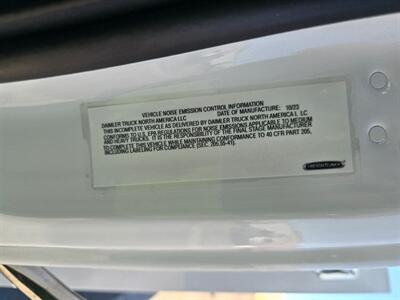 VEHICLE NOISE EMISSION CONTROL INFORMATION
DAIMLER TRUCK NORTH AMERICA LLC DATE OF MANUFACTURE: 10/23
THIS INCOMPLETE VEHICLE AS DELIVERED BY DAIMLER TRUCK NORTH AMERICA L LC
CONFORMS TO U.S. EPA REGULATIONS FOR NOISE EMISSIONS APPLICABLE TO MEDIUM
AND HEAVY TRUCKS. IT IS THE RESPONSIBILITY OF THE FINAL STAGE MANUFACTURER
TO COMPLETE THIS VEHICLE WHILE MAINTAINING CONFORMANCE TO 40 CFR PART 205,
INCLUDING LABELING FOR COMPLIANCE (SEC. 205.55-41).
FREIGHTLINER